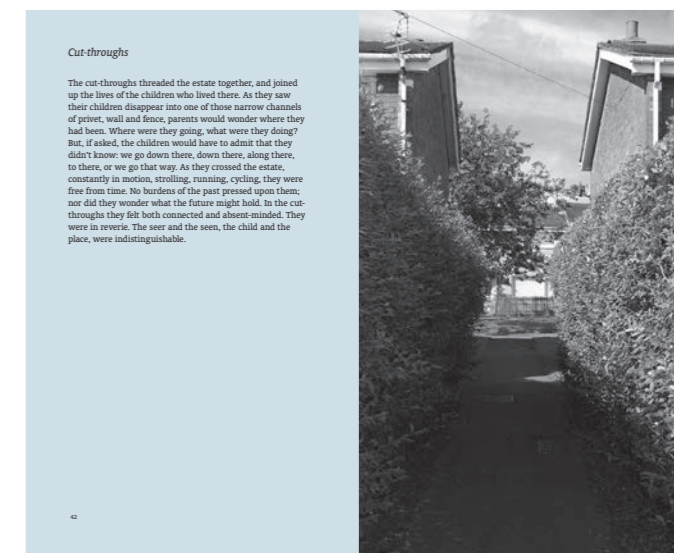 Cut-throughs
The cut-throughs threaded the estate together, and joined
up the lives of the children who lived there. As they saw
their children disappear into one of those narrow channels
of privet, wall and fence, parents would wonder where they
had been. Where were they going, what were they doing?
But, if asked, the children would have to admit that they
didn't know: we go down there, down there, along there,
to there, or we go that way. As they crossed the estate,
constantly in motion, strolling, running, cycling, they were
free from time. No burdens of the past pressed upon them;
nor did they wonder what the future might hold. In the cut-
throughs they felt both connected and absent-minded. They
were in reverie. The seer and the seen, the child and the
place, were indistinguishable.
42